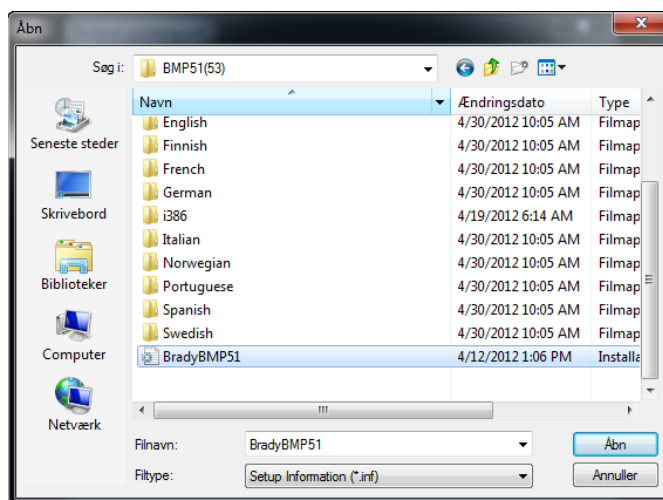 Åbn
Søg i: BMP51(53)
Navn Ændringsdato Type
English 4/30/2012 10:05 AM Filmap
Finnish 4/30/2012 10:05 AM Filmap
French 4/30/2012 10:05 AM Filmap
German 4/30/2012 10:05 AM Filmap
i386 4/19/2012 6:14 AM Filmap
Italian 4/30/2012 10:05 AM Filmap
Norwegian 4/30/2012 10:05 AM Filmap
Portuguese 4/30/2012 10:05 AM Filmap
Spanish 4/30/2012 10:05 AM Filmap
Swedish 4/30/2012 10:05 AM Filmap
BradyBMP51 4/12/2012 1:06 PM Installa
Seneste steder
Skrivebord
Biblioteker
Computer
Netværk
Filnavn: BradyBMP51 Åbn
Filtype: Setup Information (*.inf) Annuller